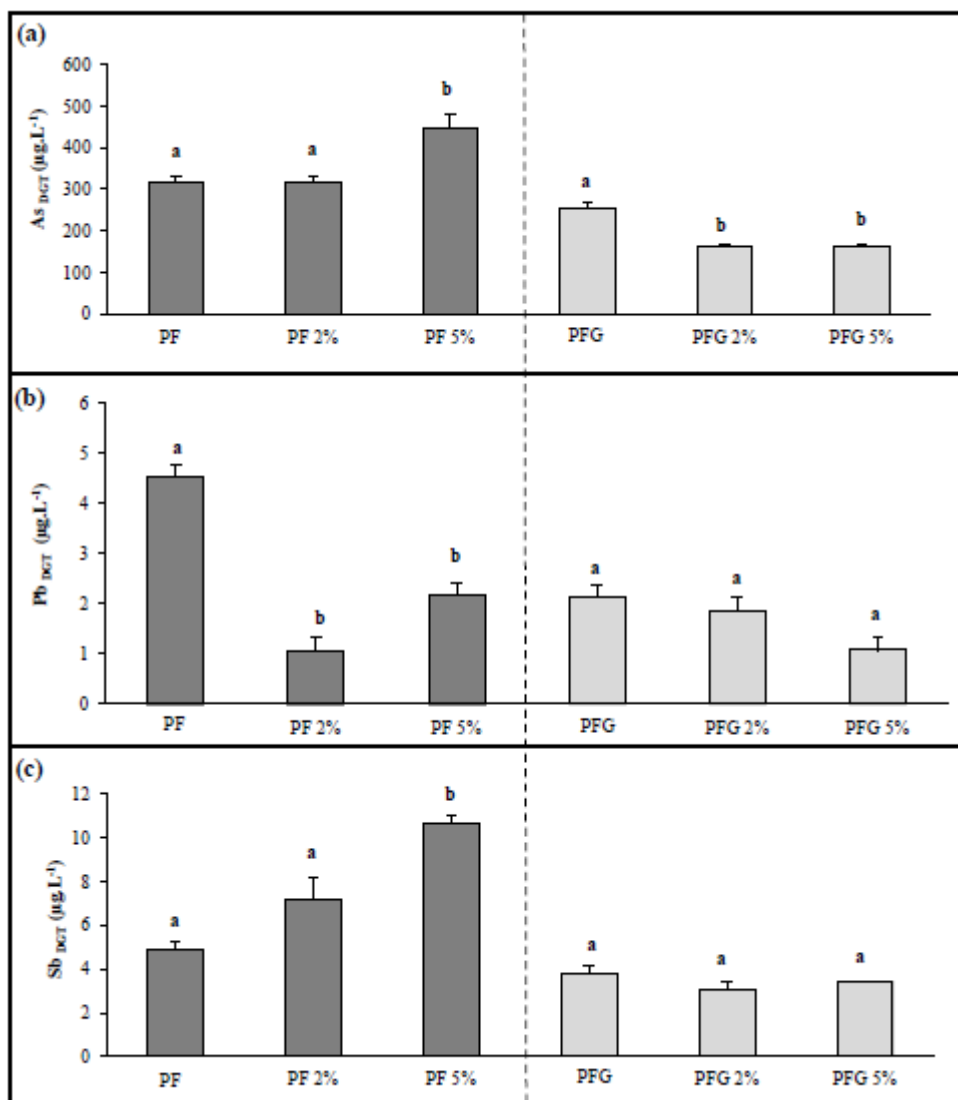 (a)
As DGT (µg.L-1)
600
500
400
300
200
100
0
a
a
b
a
b
b
PF
PF 2%
PF 5%
PFG
PFG 2%
PFG 5%
(b)
Pb DGT (µg.L-1)
6
5
4
3
2
1
0
a
b
b
a
a
a
PF
PF 2%
PF 5%
PFG
PFG 2%
PFG 5%
(c)
Sb DGT (µg.L-1)
12
10
8
6
4
2
0
a
a
b
a
a
a
PF
PF 2%
PF 5%
PFG
PFG 2%
PFG 5%